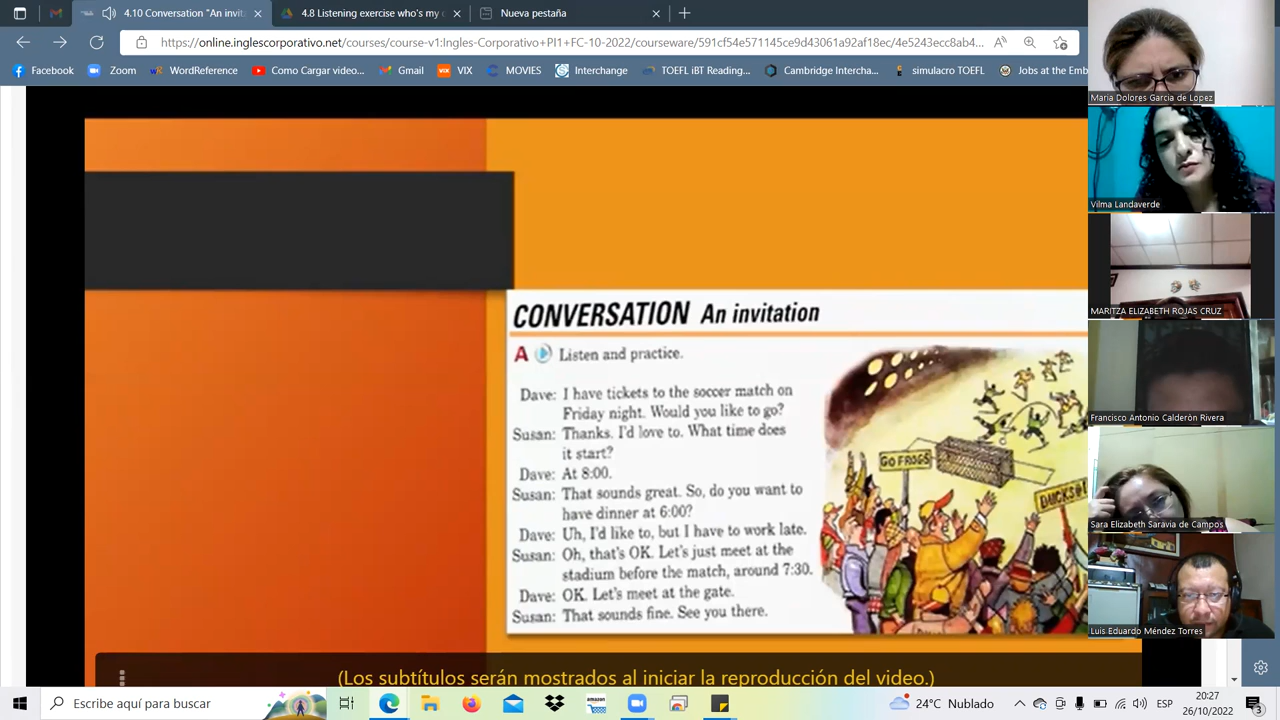 4.10 Conversation "An invit
4.8 Listening exercise who's my
Nueva pestaña
https://online.inglescorporativo.net/courses/course-v1:Ingles-Corporativo+PI1+FC-10-2022/courseware/591cf54e571145ce9d43061a92af18ec/4e5243ecc8ab4...
Facebook
Zoom
WordReference
Como Cargar video...
Gmail
VIX
MOVIES
Interchange
TOEFL iBT Reading...
Cambridge Intercha...
simulacro TOEFL
Jobs at the Emb
CONVERSATION An invitation
A Listen and practice.
Dave: I have tickets to the soccer match on
Friday night. Would you like to go?
Susan: Thanks. I'd love to. What time does
it start?
Dave: At 8:00.
Susan: That sounds great. So, do you want to
have dinner at 6:00?
Dave: Uh, I'd like to, but I have to work late.
Susan: Oh, that's OK. Let's just meet at the
stadium before the match, around 7:30.
Dave: OK. Let's meet at the gate.
Susan: That sounds fine. See you there.
GO FROGS
(Los subtítulos serán mostrados al iniciar la reproducción del video.)
Maria Dolores Garcia de Lopez
Vilma Landaverde
MARITZA ELIZABETH ROJAS CRUZ
Francisco Antonio Calderón Rivera
Sara Elizabeth Saravia de Campos
Luis Eduardo Méndez Torres
Escribe aquí para buscar
amazon
24°C Nublado
ESP
20:27
26/10/2022
3